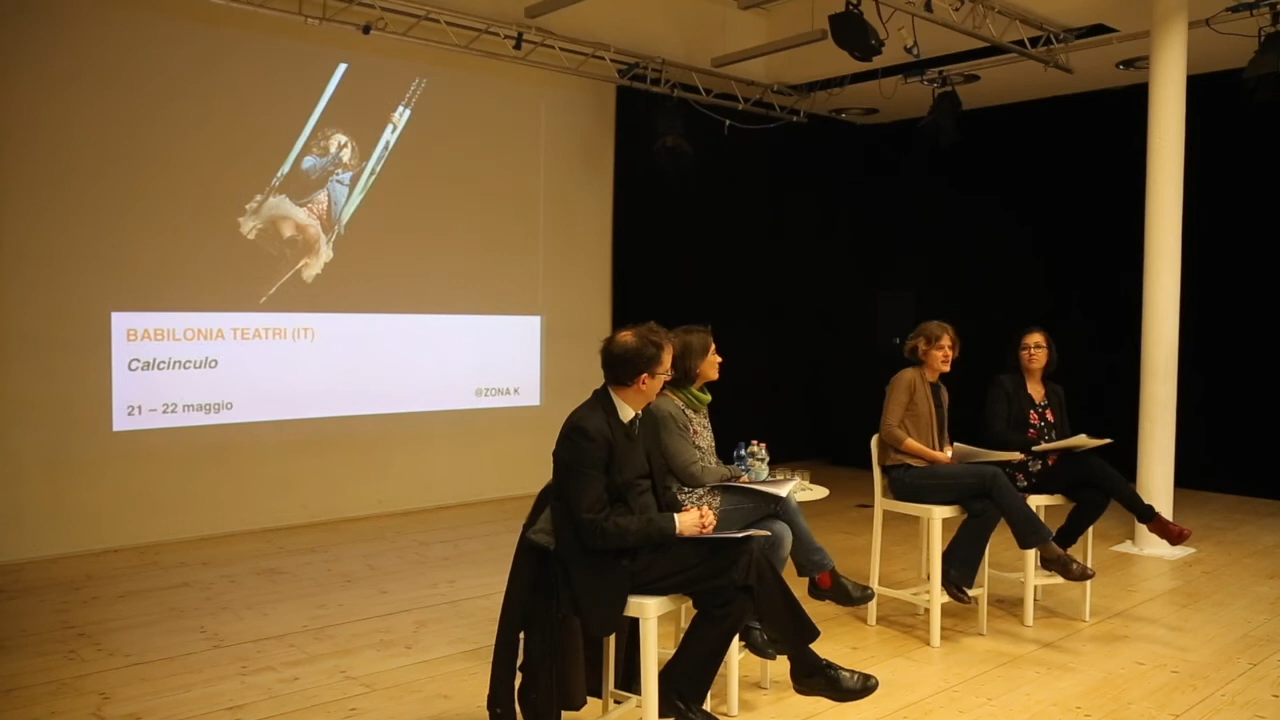 BABILONIA TEATRI (IT)
Calcinculo
@ZONA K
21 – 22 maggio